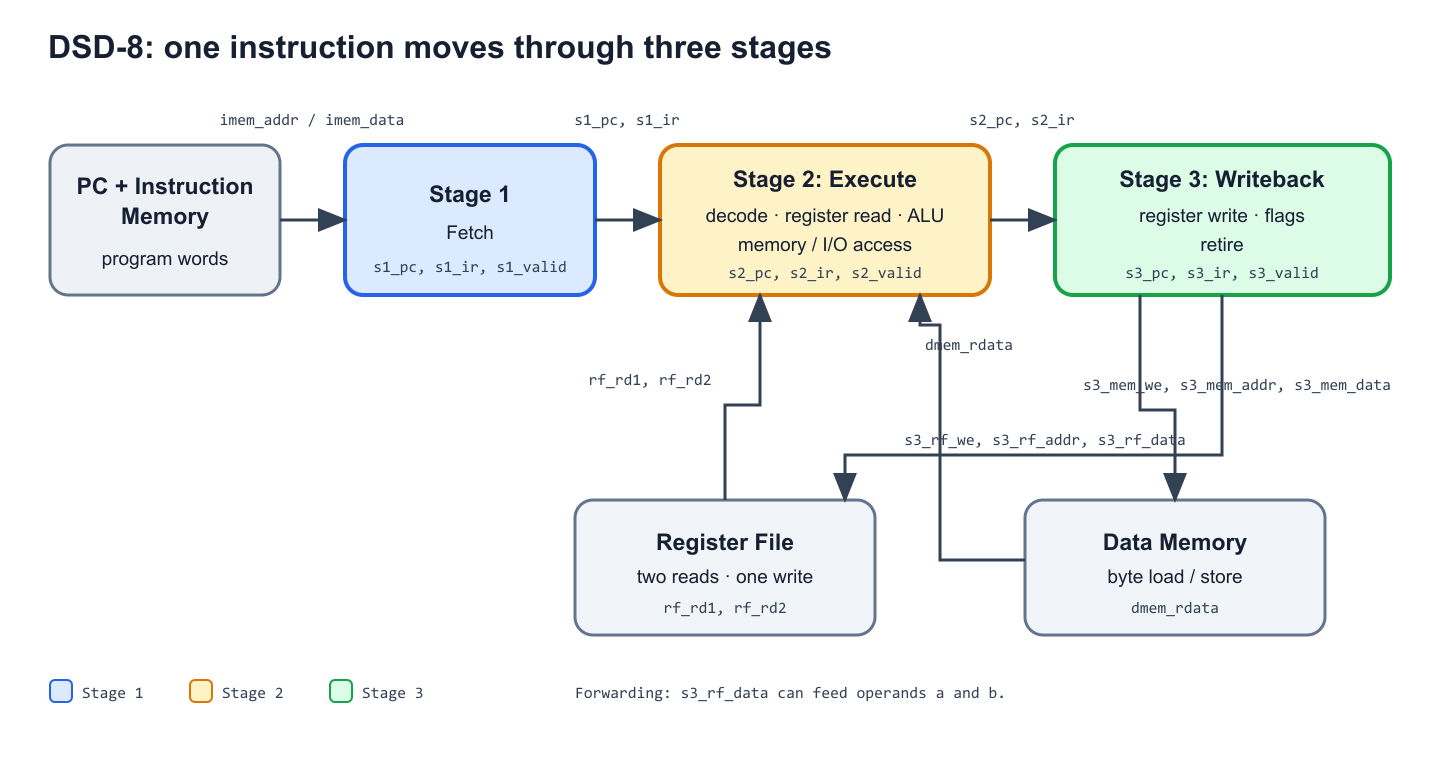 DSD-8: one instruction moves through three stages
imem_addr / imem_data
s1_pc, s1_ir
s2_pc, s2_ir
PC + Instruction
Memory
program words
Stage 1
Fetch
s1_pc, s1_ir, s1_valid
Stage 2: Execute
decode · register read · ALU
memory / I/O access
s2_pc, s2_ir, s2_valid
Stage 3: Writeback
register write · flags
retire
s3_pc, s3_ir, s3_valid
dmem_rdata
rf_rd1, rf_rd2
s3_mem_we, s3_mem_addr, s3_mem_data
s3_rf_we, s3_rf_addr, s3_rf_data
Register File
two reads · one write
rf_rd1, rf_rd2
Data Memory
byte load / store
dmem_rdata
Stage 1
Stage 2
Stage 3
Forwarding: s3_rf_data can feed operands a and b.